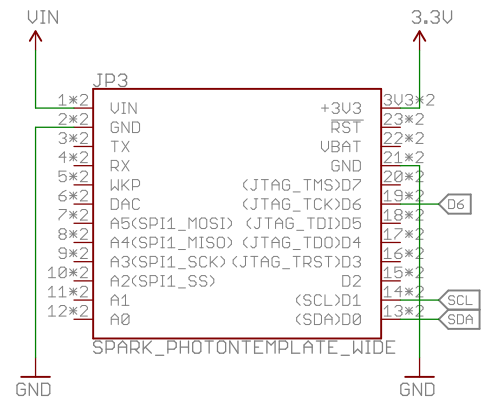 VIN 3.3V
JP3
1*2 VIN +3V3 3V3*2
2*2 GND RST 23*2
3*2 TX VBAT 22*2
4*2 RX GND 21*2
5*2 WKP (JTAG_TMS)D7 20*2
6*2 DAC (JTAG_TCK)D6 19*2 D6
7*2 A5(SPI1_MOSI) (JTAG_TDI)D5 18*2
8*2 A4(SPI1_MISO) (JTAG_TDO)D4 17*2
9*2 A3(SPI1_SCK) (JTAG_TRST)D3 16*2
10*2 A2(SPI1_SS) D2 15*2
11*2 A1 (SCL)D1 14*2 SCL
12*2 A0 (SDA)D0 13*2 SDA
SPARK_PHOTONTEMPLATE_WIDE
GND GND